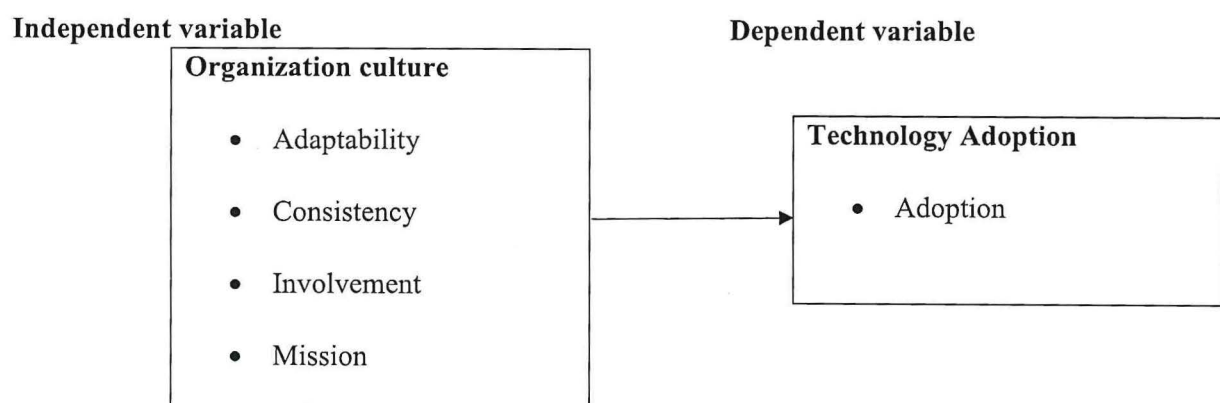 Independent variable
Dependent variable
Organization culture
• Adaptability
• Consistency
• Involvement
• Mission
Technology Adoption
• Adoption